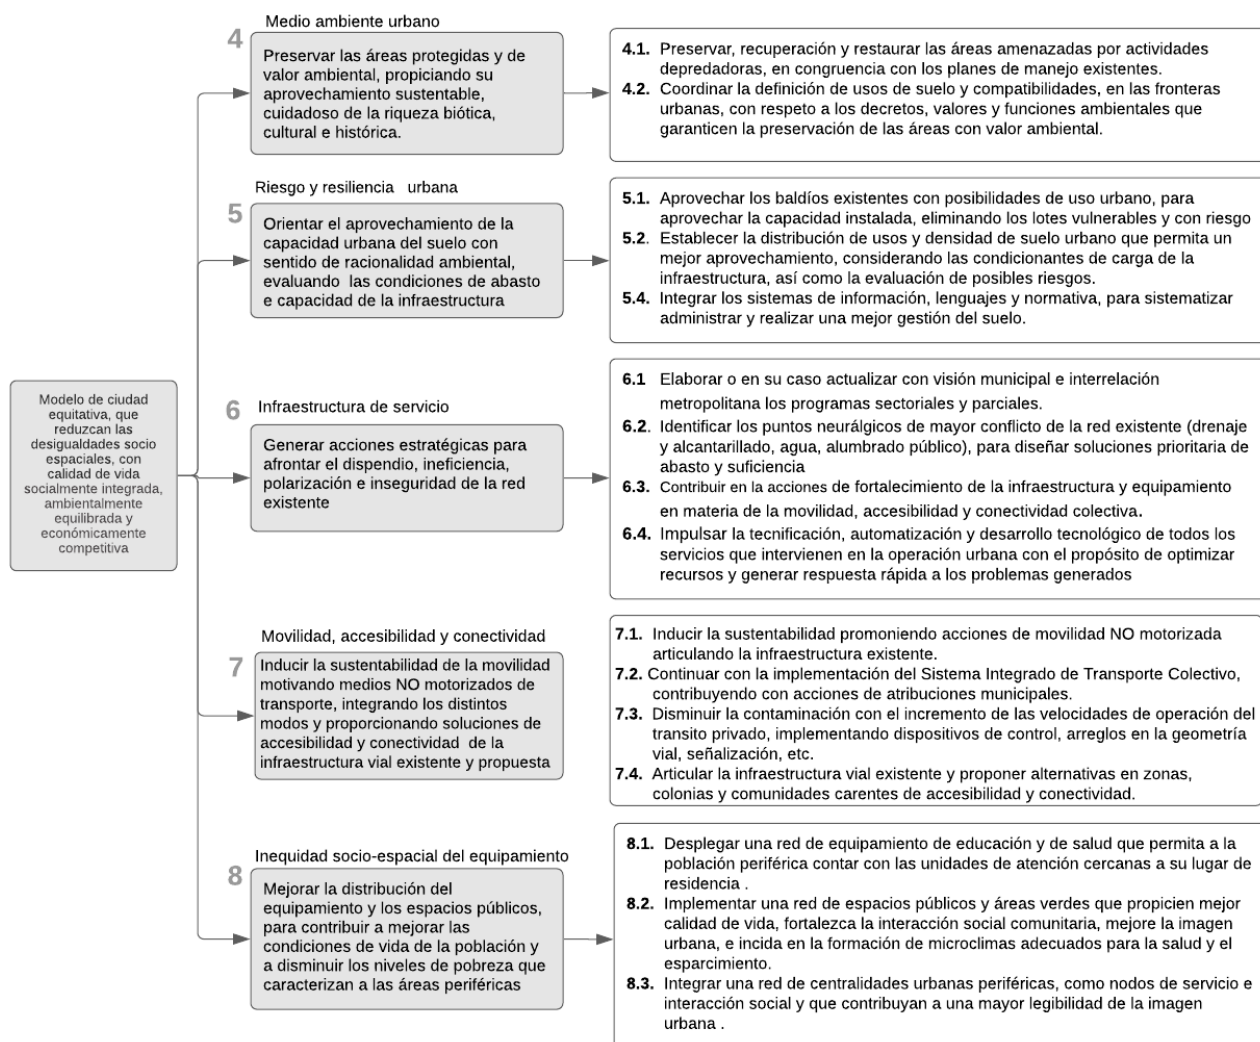 Medio ambiente urbano
4
Preservar las áreas protegidas y de
valor ambiental, propiciando su
aprovechamiento sustentable,
cuidadoso de la riqueza biótica,
cultural e histórica.
4.1. Preservar, recuperación y restaurar las áreas amenazadas por actividades
depredadoras, en congruencia con los planes de manejo existentes.
4.2. Coordinar la definición de usos de suelo y compatibilidades, en las fronteras
urbanas, con respeto a los decretos, valores y funciones ambientales que
garanticen la preservación de las áreas con valor ambiental.
Riesgo y resiliencia urbana
5
Orientar el aprovechamiento de la
capacidad urbana del suelo con
sentido de racionalidad ambiental,
evaluando las condiciones de abasto
e capacidad de la infraestructura
5.1. Aprovechar los baldíos existentes con posibilidades de uso urbano, para
aprovechar la capacidad instalada, eliminando los lotes vulnerables y con riesgo
5.2. Establecer la distribución de usos y densidad de suelo urbano que permita un
mejor aprovechamiento, considerando las condicionantes de carga de la
infraestructura, así como la evaluación de posibles riesgos.
5.4. Integrar los sistemas de información, lenguajes y normativa, para sistematizar
administrar y realizar una mejor gestión del suelo.
Modelo de ciudad
equitativa, que
reduzcan las
desigualdades socio
espaciales, con
calidad de vida
socialmente integrada,
ambientalmente
equilibrada y
económicamente
competitiva
6
Infraestructura de servicio
Generar acciones estratégicas para
afrontar el dispendio, ineficiencia,
polarización e inseguridad de la red
existente
6.1 Elaborar o en su caso actualizar con visión municipal e interrelación
metropolitana los programas sectoriales y parciales.
6.2. Identificar los puntos neurálgicos de mayor conflicto de la red existente (drenaje
y alcantarillado, agua, alumbrado público), para diseñar soluciones prioritaria de
abasto y suficiencia
6.3. Contribuir en la acciones de fortalecimiento de la infraestructura y equipamiento
en materia de la movilidad, accesibilidad y conectividad colectiva.
6.4. Impulsar la tecnificación, automatización y desarrollo tecnológico de todos los
servicios que intervienen en la operación urbana con el propósito de optimizar
recursos y generar respuesta rápida a los problemas generados
Movilidad, accesibilidad y conectividad
7
Inducir la sustentabilidad de la movilidad
motivando medios NO motorizados de
transporte, integrando los distintos
modos y proporcionando soluciones de
accesibilidad y conectividad de la
infraestructura vial existente y propuesta
7.1. Inducir la sustentabilidad promoniendo acciones de movilidad NO motorizada
articulando la infraestructura existente.
7.2. Continuar con la implementación del Sistema Integrado de Transporte Colectivo,
contribuyendo con acciones de atribuciones municipales.
7.3. Disminuir la contaminación con el incremento de las velocidades de operación del
transito privado, implementando dispositivos de control, arreglos en la geometría
vial, señalización, etc.
7.4. Articular la infraestructura vial existente y proponer alternativas en zonas,
colonias y comunidades carentes de accesibilidad y conectividad.
Inequidad socio-espacial del equipamiento
8
Mejorar la distribución del
equipamiento y los espacios públicos,
para contribuir a mejorar las
condiciones de vida de la población y
a disminuir los niveles de pobreza que
caracterizan a las áreas periféricas
8.1. Desplegar una red de equipamiento de educación y de salud que permita a la
población periférica contar con las unidades de atención cercanas a su lugar de
residencia .
8.2. Implementar una red de espacios públicos y áreas verdes que propicien mejor
calidad de vida, fortalezca la interacción social comunitaria, mejore la imagen
urbana, e incida en la formación de microclimas adecuados para la salud y el
esparcimiento.
8.3. Integrar una red de centralidades urbanas periféricas, como nodos de servicio e
interacción social y que contribuyan a una mayor legibilidad de la imagen
urbana .